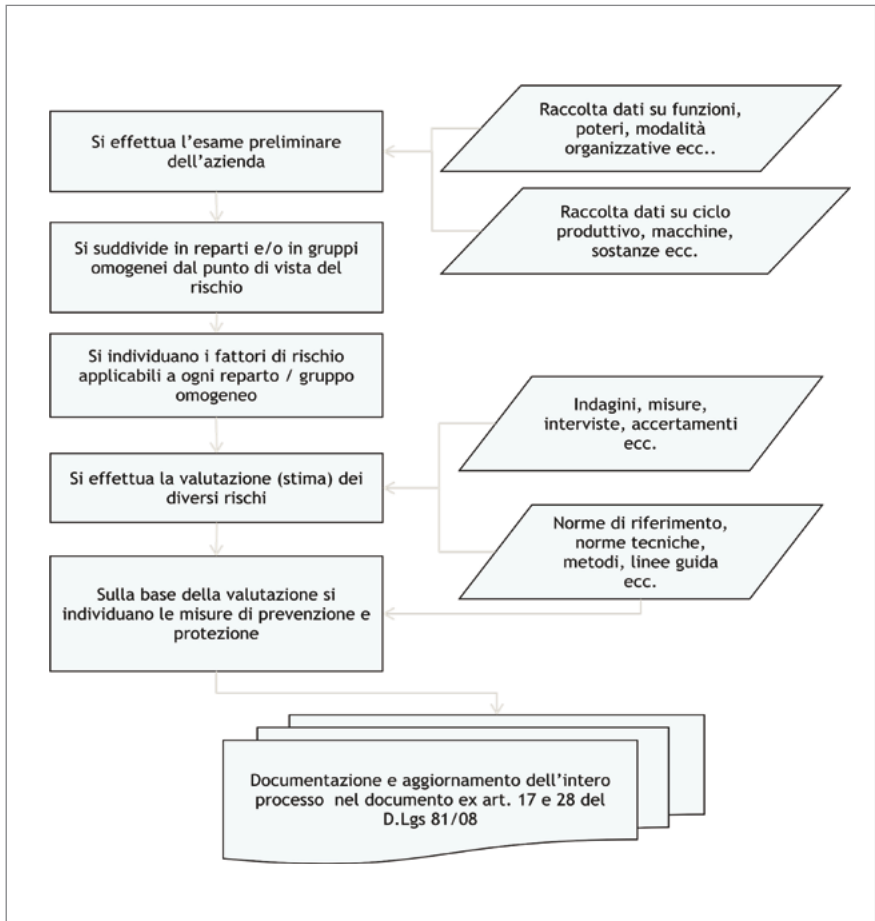 Si effettua l’esame preliminare
dell’azienda
Raccolta dati su funzioni,
poteri, modalità
organizzative ecc..
Raccolta dati su ciclo
produttivo, macchine,
sostanze ecc.
Si suddivide in reparti e/o in gruppi
omogenei dal punto di vista del
rischio
Si individuano i fattori di rischio
applicabili a ogni reparto / gruppo
omogeneo
Indagini, misure,
interviste, accertamenti
ecc.
Si effettua la valutazione (stima) dei
diversi rischi
Norme di riferimento,
norme tecniche,
metodi, linee guida
ecc.
Sulla base della valutazione si
individuano le misure di prevenzione e
protezione
Documentazione e aggiornamento dell’intero
processo nel documento ex art. 17 e 28 del
D.Lgs 81/08